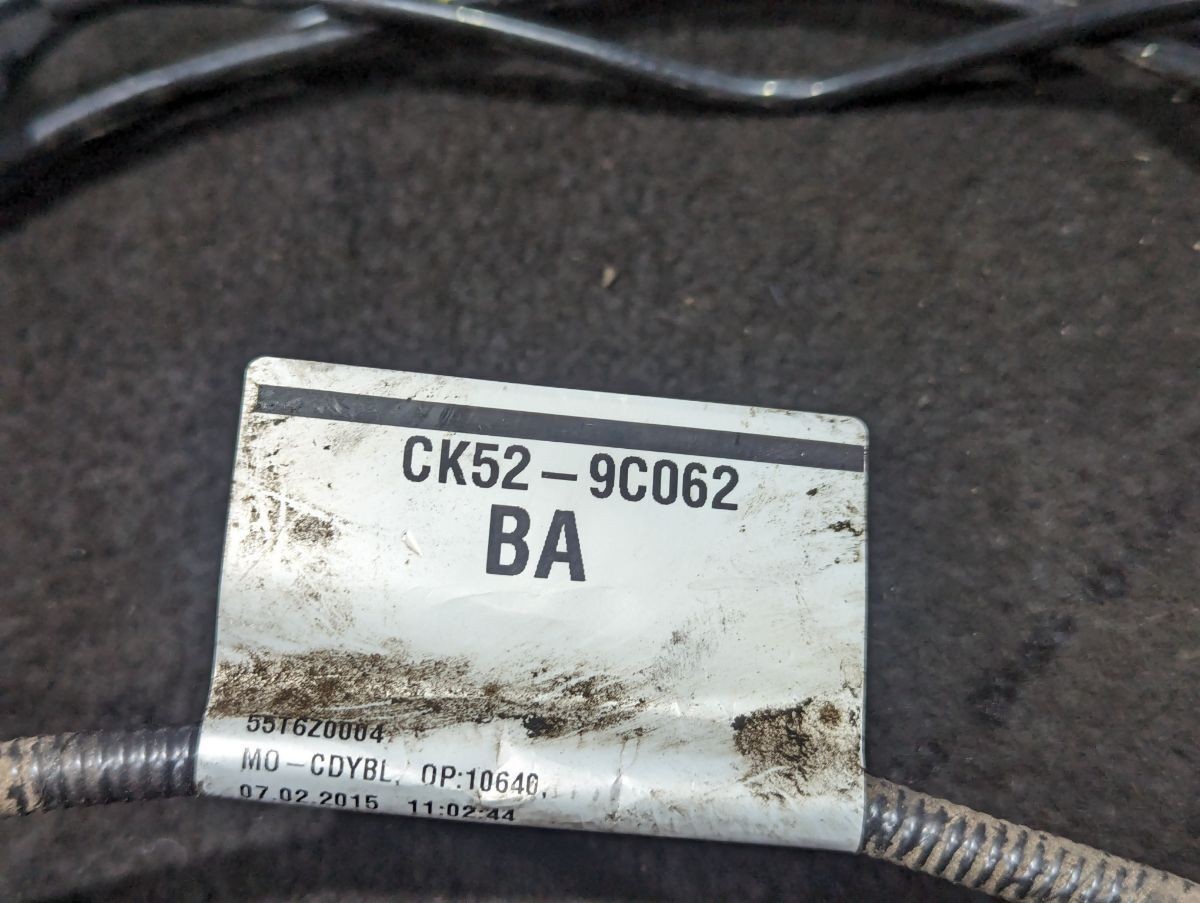 CK52-9C062
BA
55T6Z0004
MO-CDYBL, OP:10640,
07.02.2015 11:02:44